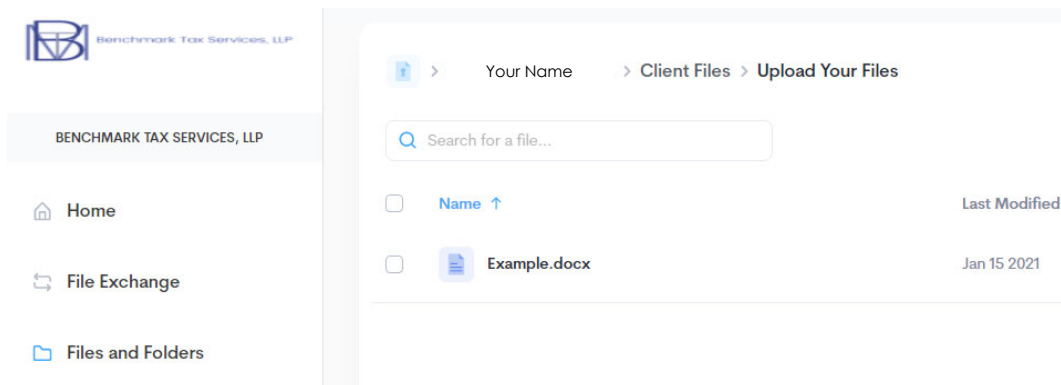 BTM Benchmark Tax Services, LLP
BENCHMARK TAX SERVICES, LLP
Home
File Exchange
Files and Folders
> Your Name > Client Files > Upload Your Files
Search for a file...
Name ↑ Last Modified
Example.docx Jan 15 2021